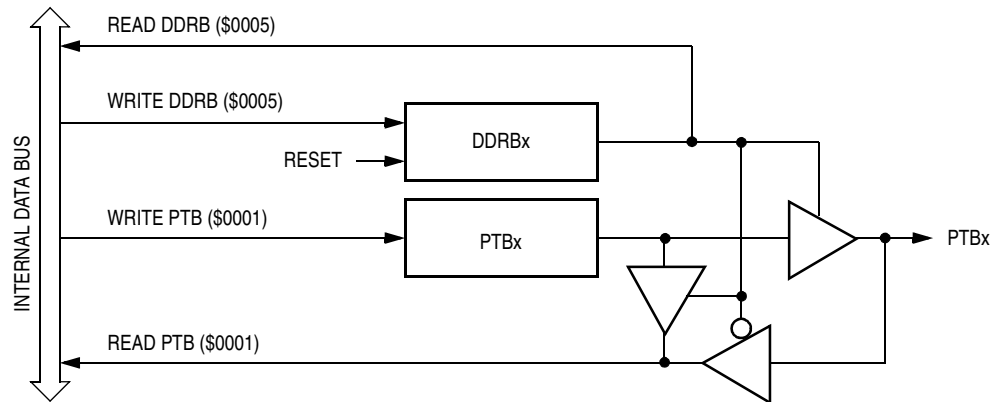 READ DDRB ($0005)
WRITE DDRB ($0005)
DDRBx
RESET
INTERNAL DATA BUS
WRITE PTB ($0001)
PTBx
PTBx
READ PTB ($0001)